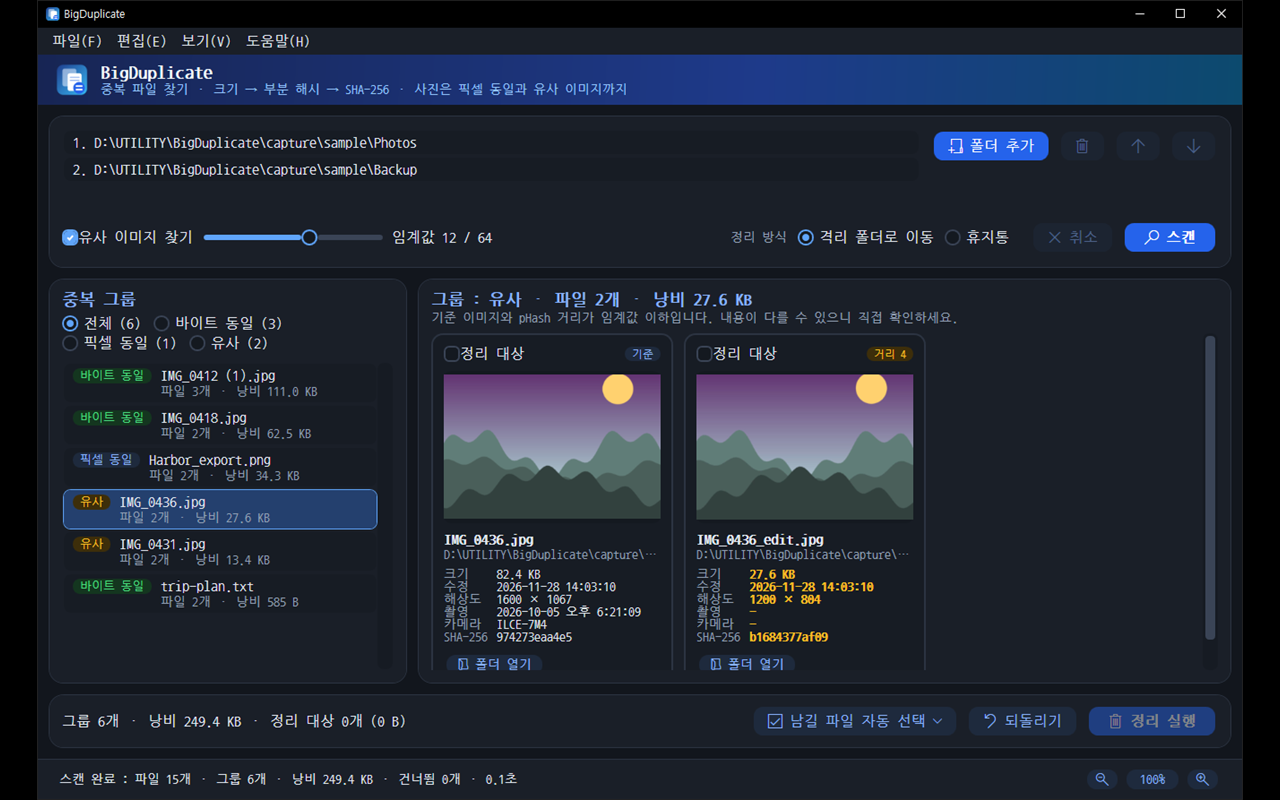 BigDuplicate
파일(F) 편집(E) 보기(V) 도움말(H)
BigDuplicate
중복 파일 찾기 · 크기 → 부분 해시 → SHA-256 · 사진은 픽셀 동일과 유사 이미지까지
1. D:\UTILITY\BigDuplicate\capture\sample\Photos
2. D:\UTILITY\BigDuplicate\capture\sample\Backup
폴더 추가
유사 이미지 찾기 임계값 12 / 64
정리 방식 격리 폴더로 이동 휴지통 취소 스캔
중복 그룹
전체 (6) 바이트 동일 (3)
픽셀 동일 (1) 유사 (2)
바이트 동일 IMG_0412 (1).jpg
파일 3개 · 낭비 111.0 KB
바이트 동일 IMG_0418.jpg
파일 2개 · 낭비 62.5 KB
픽셀 동일 Harbor_export.png
파일 2개 · 낭비 34.3 KB
유사 IMG_0436.jpg
파일 2개 · 낭비 27.6 KB
유사 IMG_0431.jpg
파일 2개 · 낭비 13.4 KB
바이트 동일 trip-plan.txt
파일 2개 · 낭비 585 B
그룹 : 유사 · 파일 2개 · 낭비 27.6 KB
기준 이미지와 pHash 거리가 임계값 이하입니다. 내용이 다를 수 있으니 직접 확인하세요.
정리 대상 기준
IMG_0436.jpg
D:\UTILITY\BigDuplicate\capture\…
크기 82.4 KB
수정 2026-11-28 14:03:10
해상도 1600 × 1067
촬영 2026-10-05 오후 6:21:09
카메라 ILCE-7M4
SHA-256 974273eaa4e5
폴더 열기
정리 대상 거리 4
IMG_0436_edit.jpg
D:\UTILITY\BigDuplicate\capture\…
크기 27.6 KB
수정 2026-11-28 14:03:10
해상도 1200 × 804
촬영 –
카메라 –
SHA-256 b1684377af09
폴더 열기
그룹 6개 · 낭비 249.4 KB · 정리 대상 0개 (0 B)
남길 파일 자동 선택 되돌리기 정리 실행
스캔 완료 : 파일 15개 · 그룹 6개 · 낭비 249.4 KB · 건너뜀 0개 · 0.1초
100%